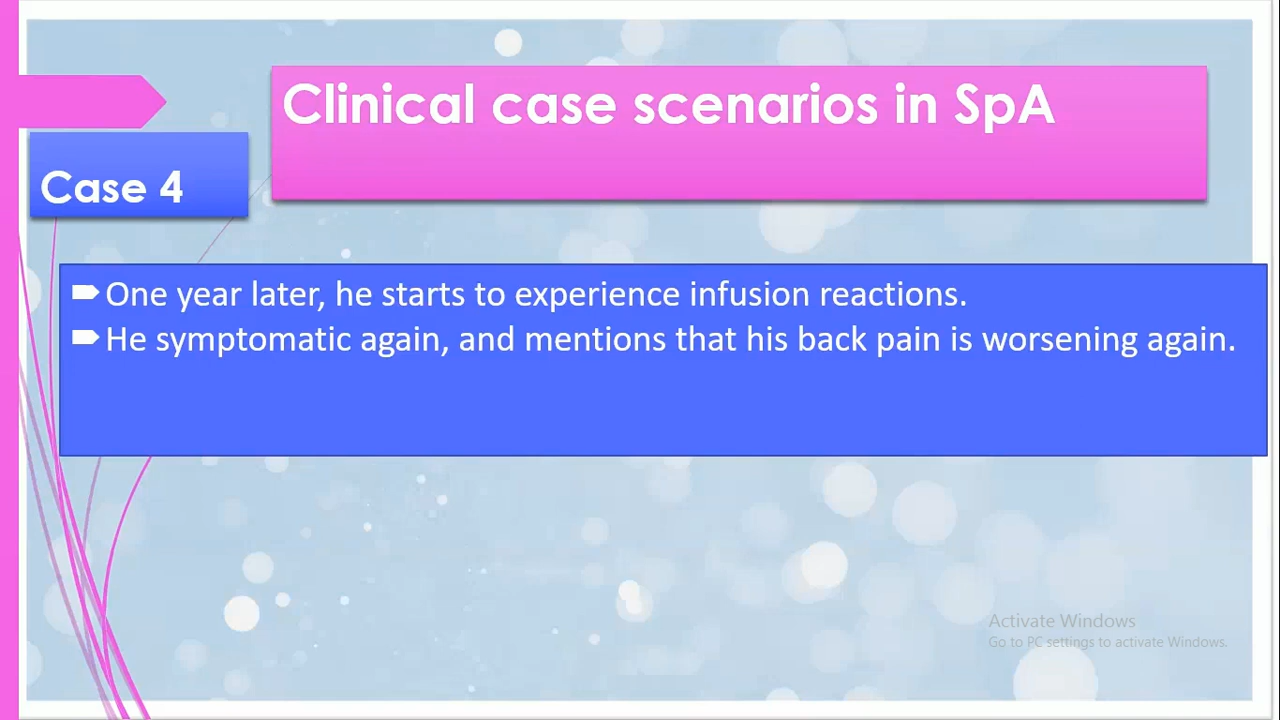 Clinical case scenarios in SpA
Case 4
One year later, he starts to experience infusion reactions.
He symptomatic again, and mentions that his back pain is worsening again.
Activate Windows
Go to PC settings to activate Windows.